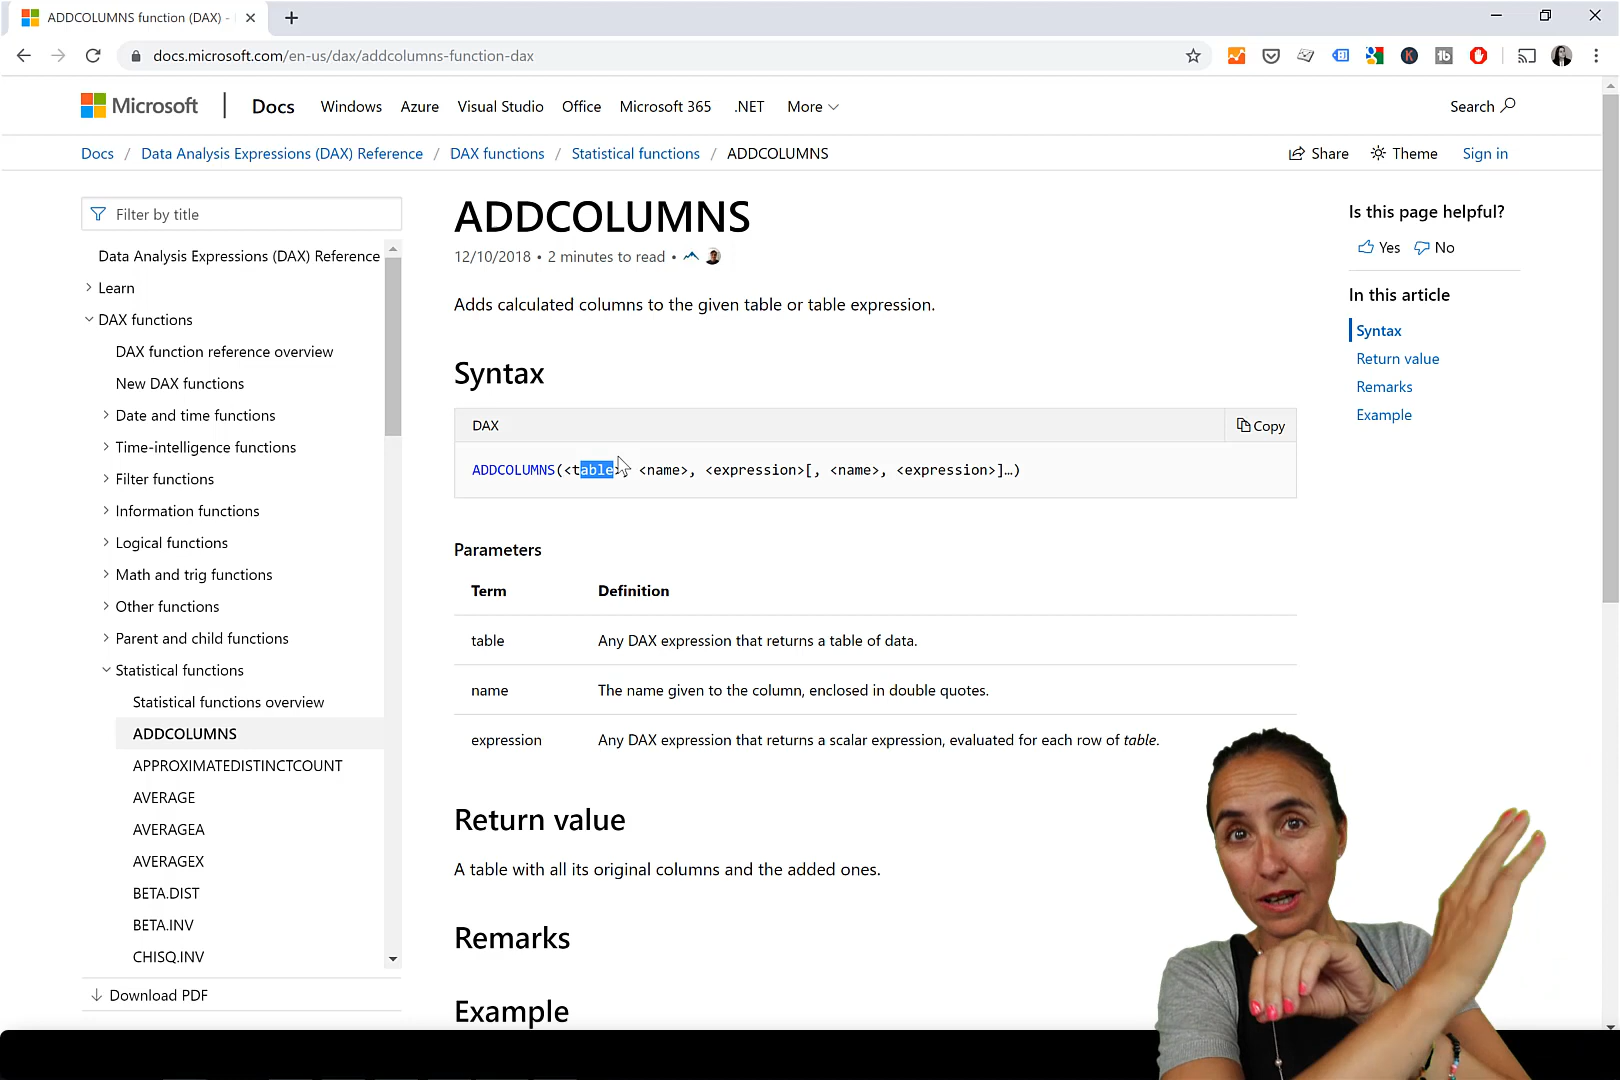 ADDCOLUMNS function (DAX) -
docs.microsoft.com/en-us/dax/addcolumns-function-dax
Microsoft | Docs Windows Azure Visual Studio Office Microsoft 365 .NET More Search
Docs / Data Analysis Expressions (DAX) Reference / DAX functions / Statistical functions / ADDCOLUMNS Share Theme Sign in
Filter by title
Data Analysis Expressions (DAX) Reference
Learn
DAX functions
DAX function reference overview
New DAX functions
Date and time functions
Time-intelligence functions
Filter functions
Information functions
Logical functions
Math and trig functions
Other functions
Parent and child functions
Statistical functions
Statistical functions overview
ADDCOLUMNS
APPROXIMATEDISTINCTCOUNT
AVERAGE
AVERAGEA
AVERAGEX
BETA.DIST
BETA.INV
CHISQ.INV
Download PDF
ADDCOLUMNS
12/10/2018 • 2 minutes to read •
Adds calculated columns to the given table or table expression.
Syntax
DAX Copy
ADDCOLUMNS(<table>, <name>, <expression>[, <name>, <expression>]…)
Parameters
Term Definition
table Any DAX expression that returns a table of data.
name The name given to the column, enclosed in double quotes.
expression Any DAX expression that returns a scalar expression, evaluated for each row of table.
Return value
A table with all its original columns and the added ones.
Remarks
Example
Is this page helpful?
Yes No
In this article
Syntax
Return value
Remarks
Example